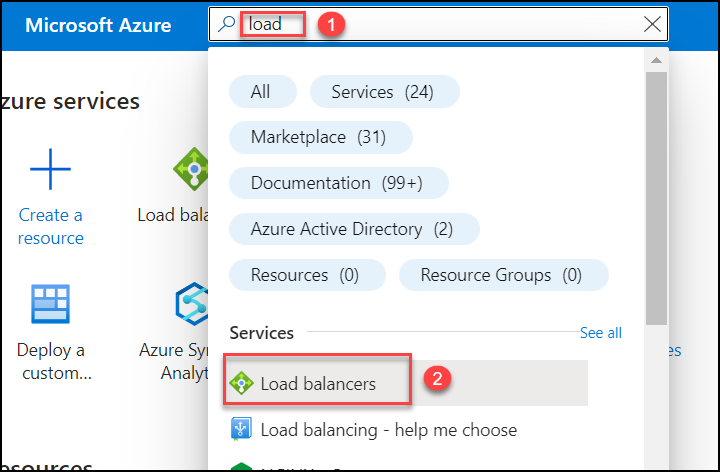 Microsoft Azure
load
1
All
Services (24)
Marketplace (31)
Documentation (99+)
Azure Active Directory (2)
Resources (0)
Resource Groups (0)
Services
See all
Load balancers
2
Load balancing - help me choose
zure services
Create a
resource
Load bala
Deploy a
custom...
Azure Syn
Analyt
es
esources